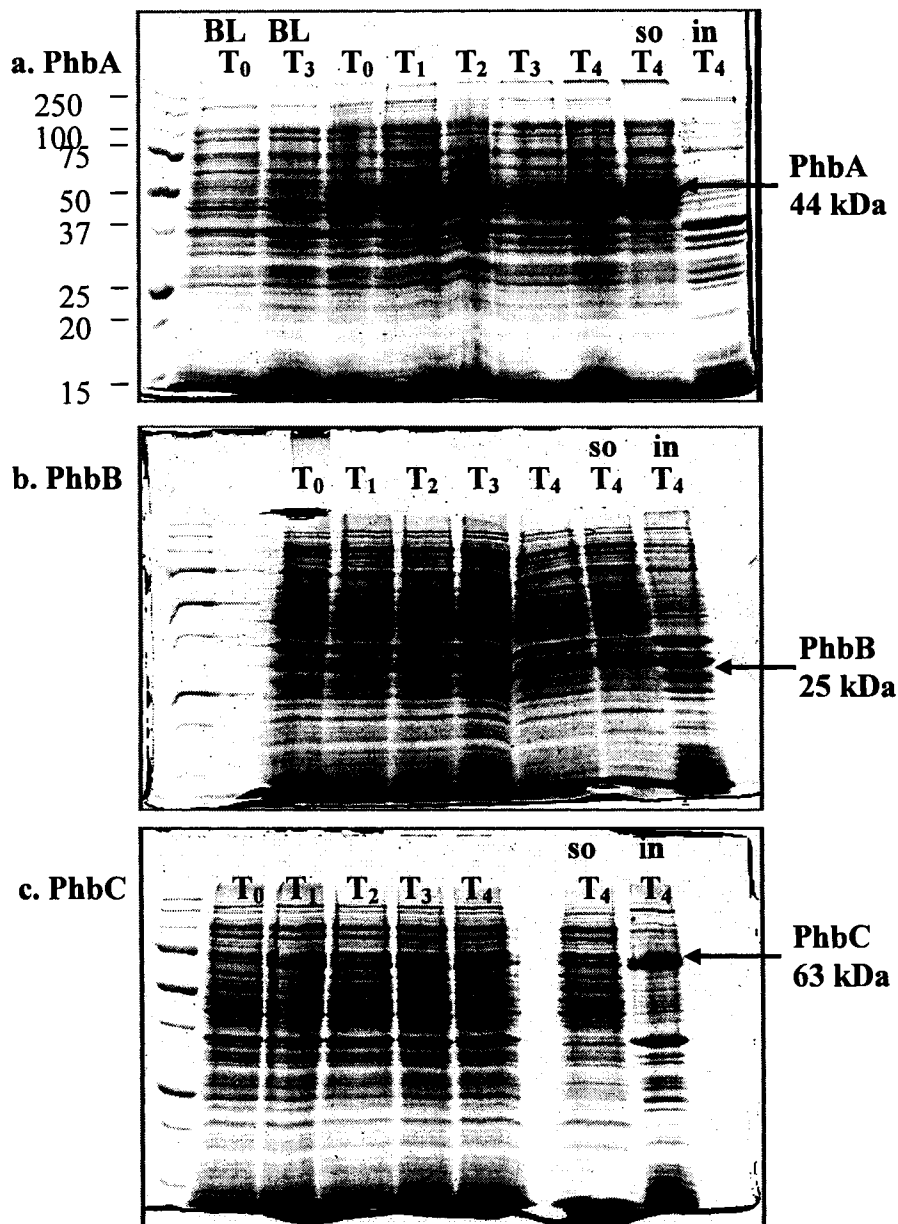 BL BL so in
a. PhbA T₀ T₃ T₀ T₁ T₂ T₃ T₄ T₄ T₄
250
100
75
50
37
25
20
15
PhbA
44 kDa
so in
b. PhbB T₀ T₁ T₂ T₃ T₄ T₄ T₄
PhbB
25 kDa
so in
c. PhbC T₀ T₁ T₂ T₃ T₄ T₄ T₄
PhbC
63 kDa